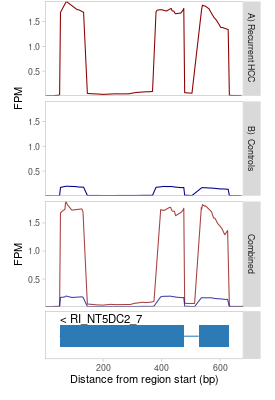 FPM
1.5
1.0
0.5
A) Recurrent HCC
1.5
1.0
0.5
B) Controls
FPM
1.5
1.0
0.5
Combined
< RI_NT5DC2_7
200
400
600
Distance from region start (bp)